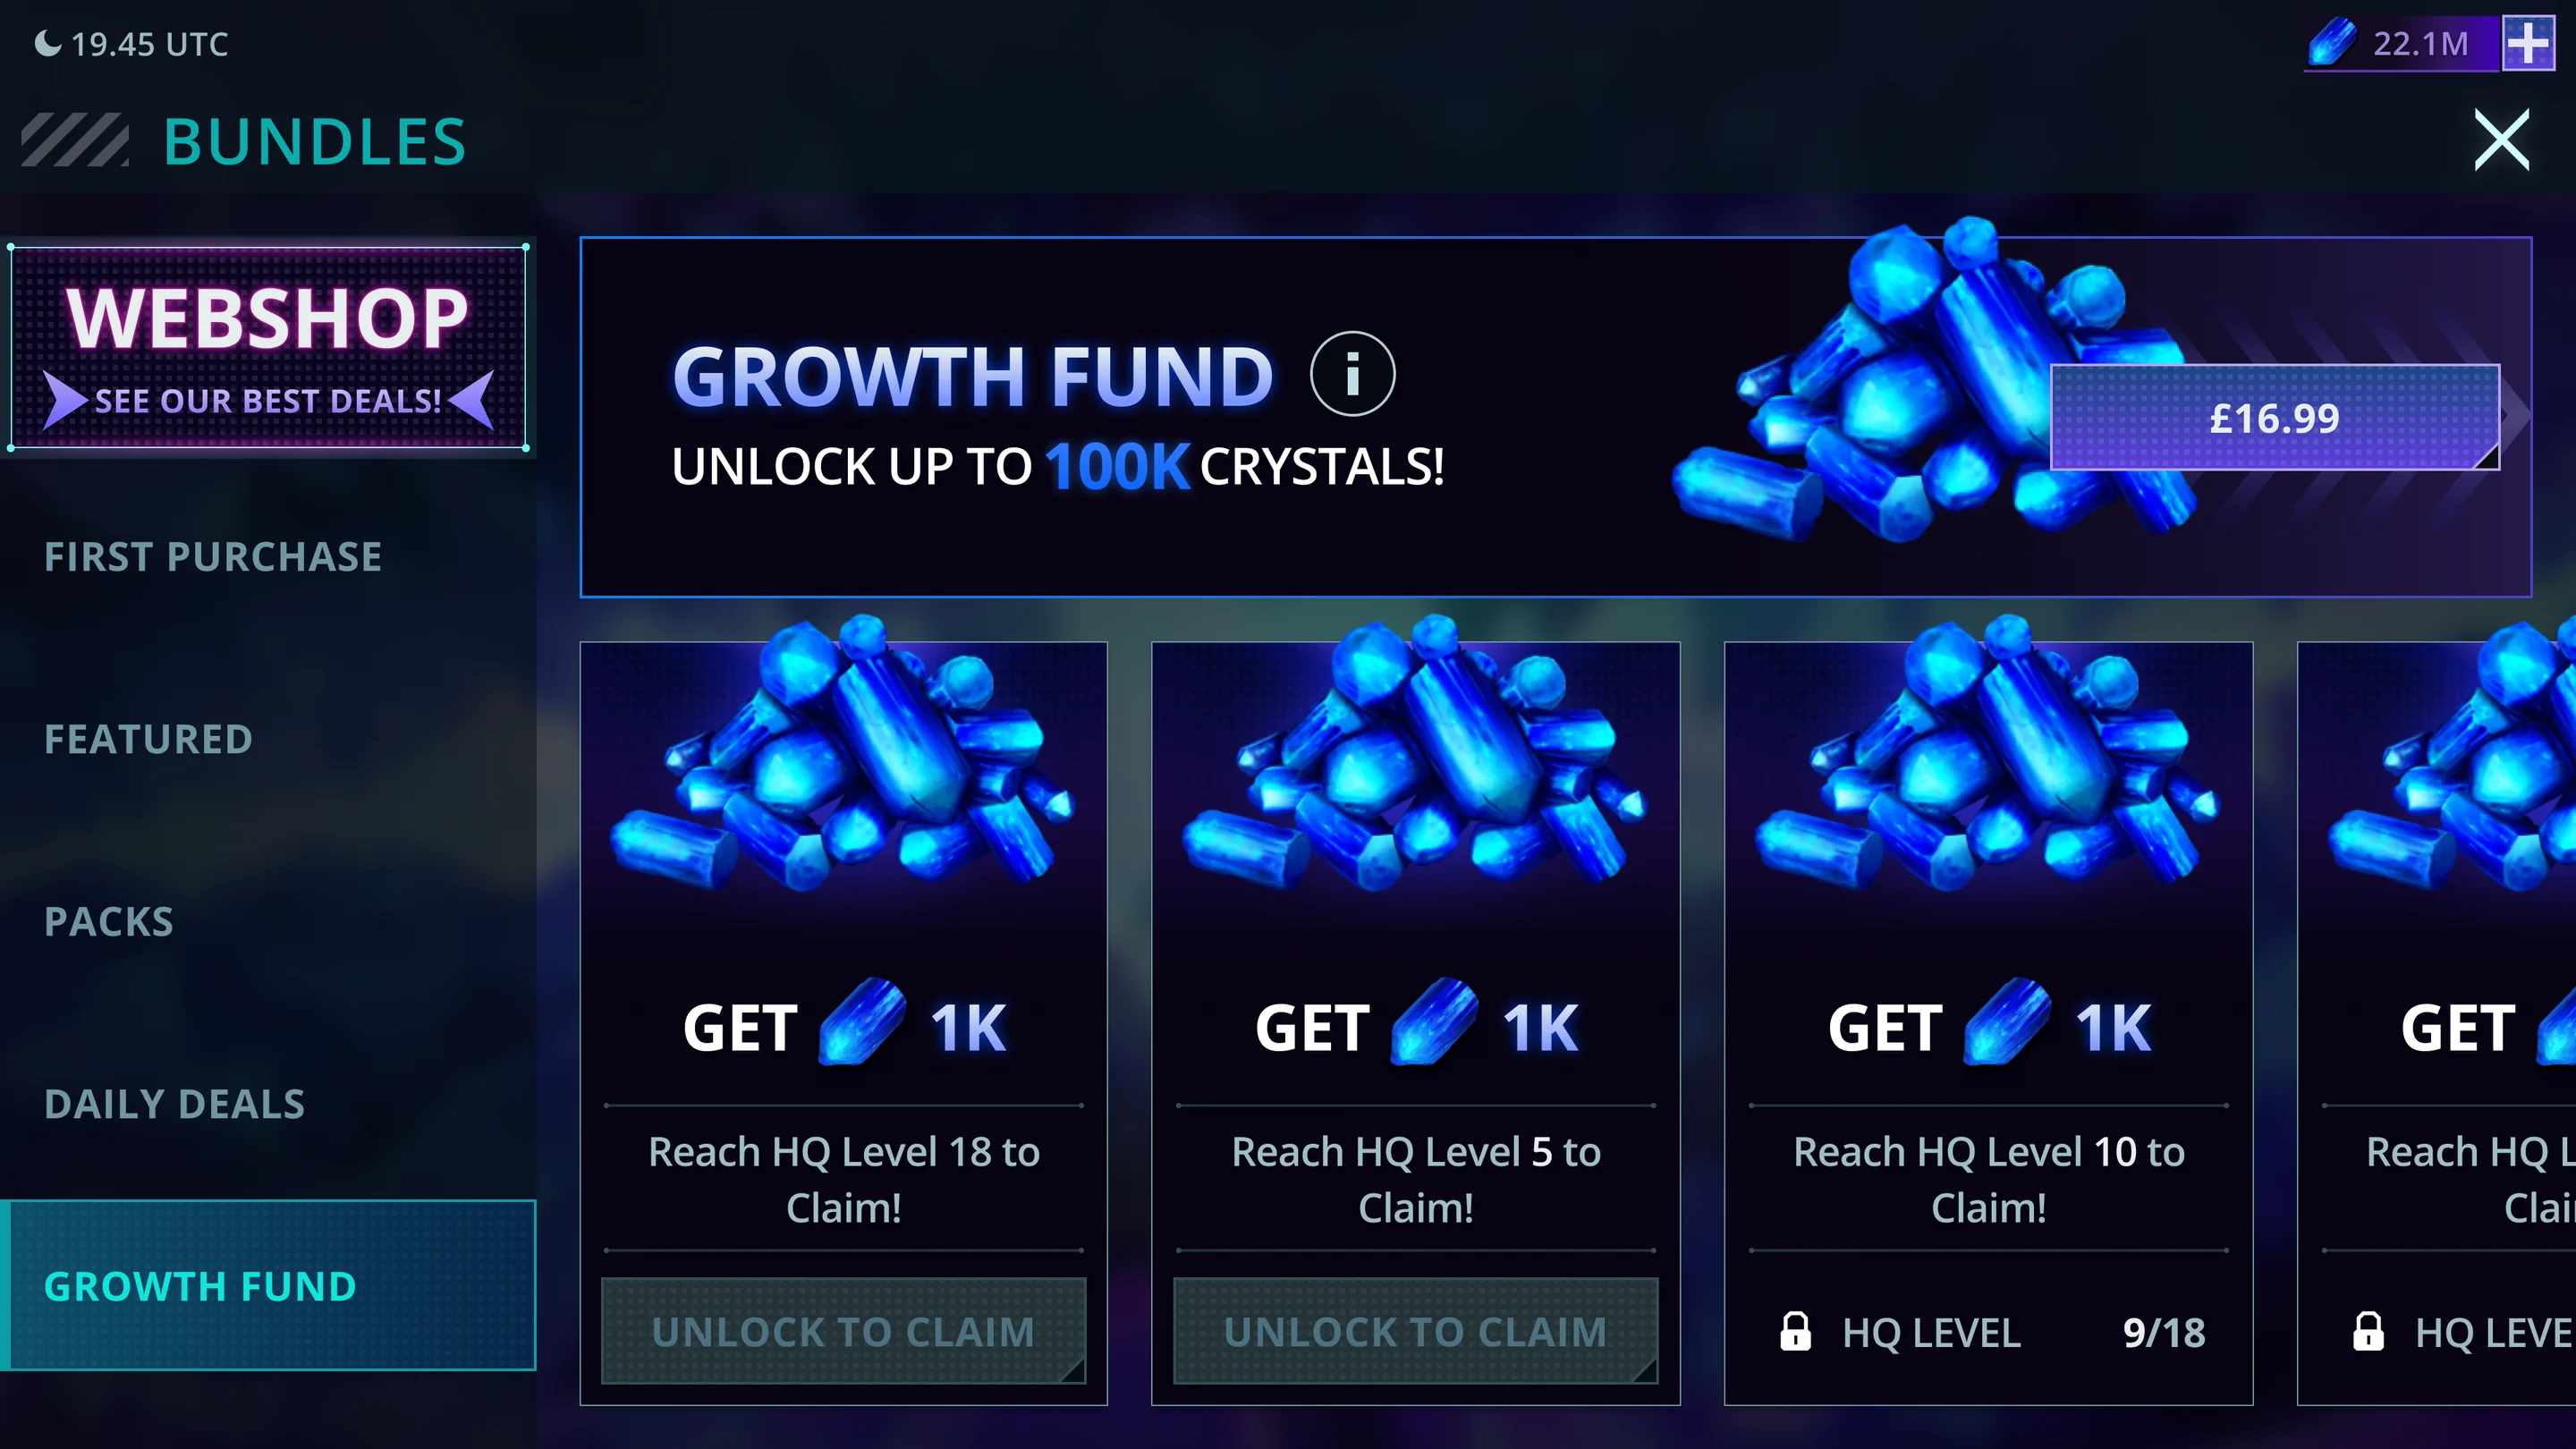 19.45 UTC
22.1M
BUNDLES
WEBSHOP
SEE OUR BEST DEALS!
FIRST PURCHASE
FEATURED
PACKS
DAILY DEALS
GROWTH FUND
GROWTH FUND
UNLOCK UP TO 100K CRYSTALS!
£16.99
GET 1K
Reach HQ Level 18 to
Claim!
UNLOCK TO CLAIM
GET 1K
Reach HQ Level 5 to
Claim!
UNLOCK TO CLAIM
GET 1K
Reach HQ Level 10 to
Claim!
HQ LEVEL 9/18
GET
Reach HQ
HQ